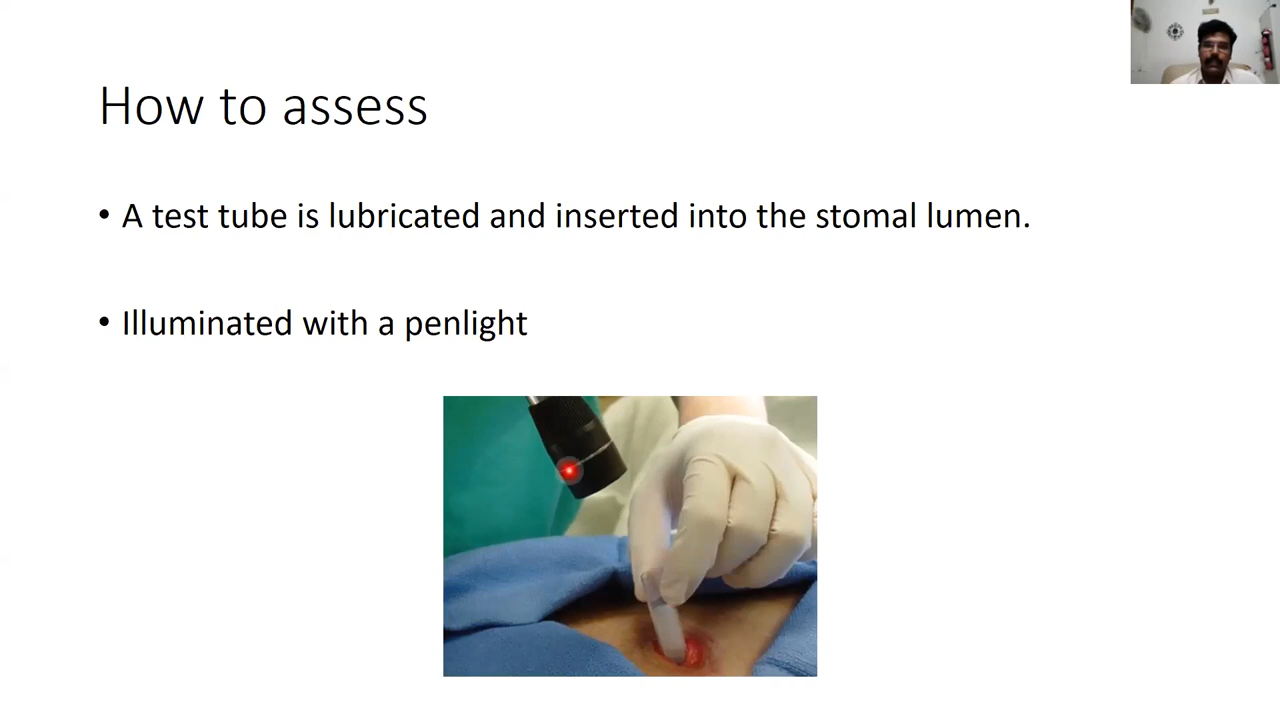 How to assess
• A test tube is lubricated and inserted into the stomal lumen.
• Illuminated with a penlight